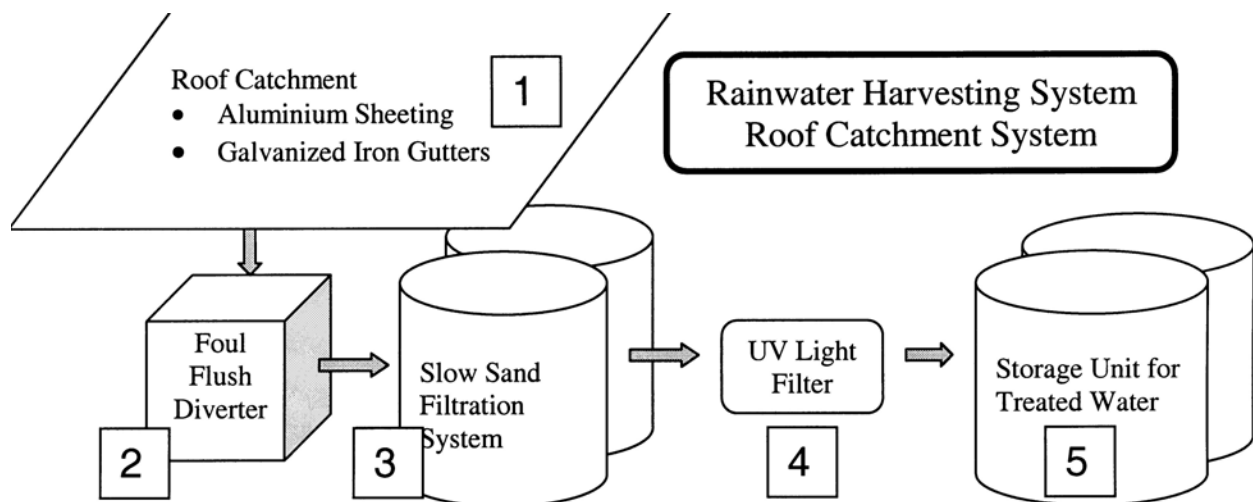 Roof Catchment
• Aluminium Sheeting
• Galvanized Iron Gutters
1
Rainwater Harvesting System
Roof Catchment System
Foul
Flush
Diverter
2
Slow Sand
Filtration
System
3
UV Light
Filter
4
Storage Unit for
Treated Water
5